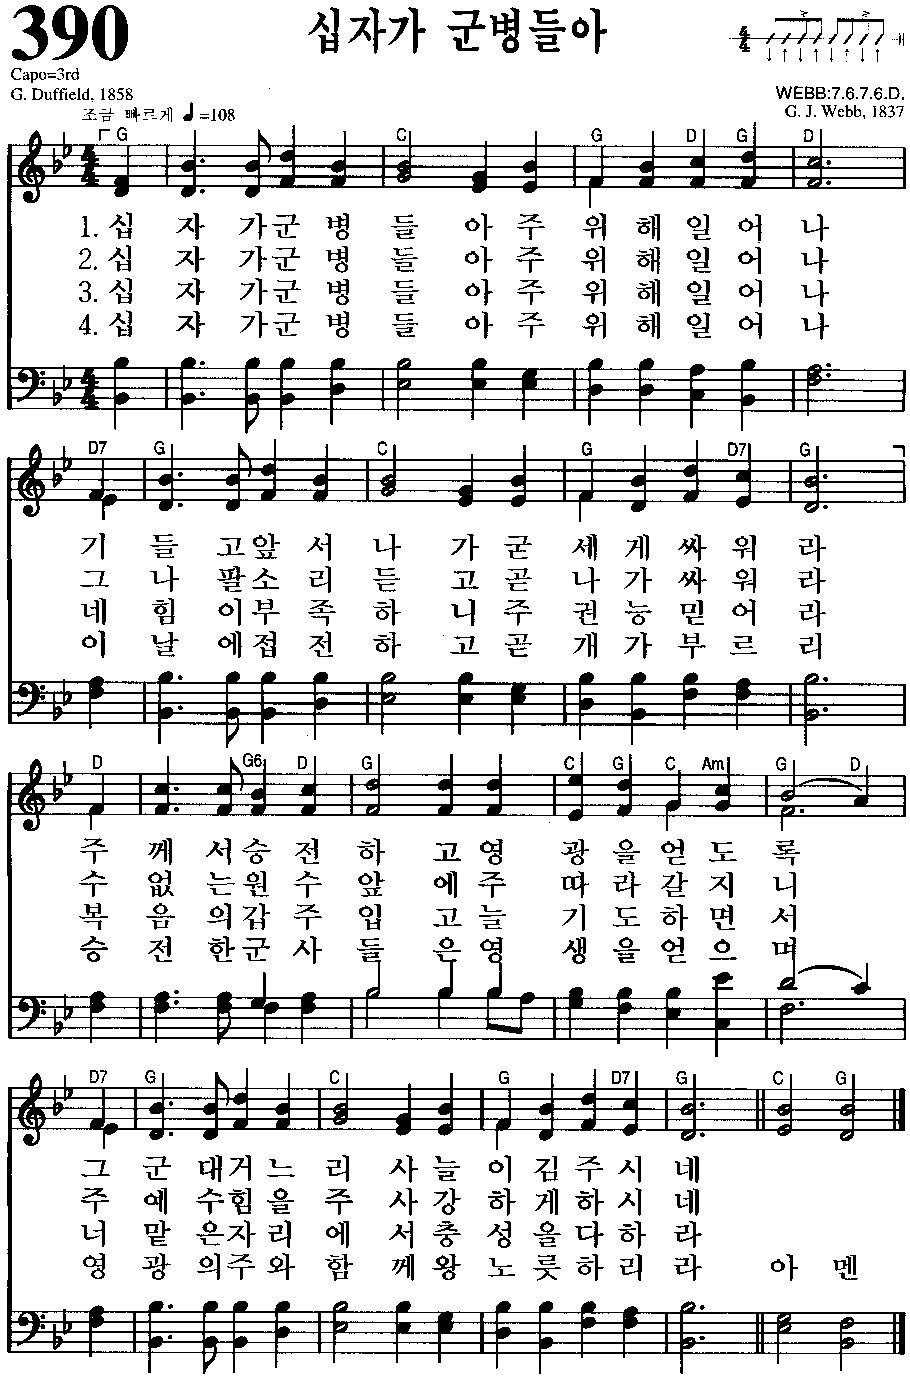 390
십자가 군병들아
Capo=3rd
G. Duffield, 1858
WEBB:7.6.7.6.D.
조금 빠르게 ♩=108
G. J. Webb, 1837
G C G D G D
1. 십 자 가 군 병 들 아 주 위 해 일 어 나
2. 십 자 가 군 병 들 아 주 위 해 일 어 나
3. 십 자 가 군 병 들 아 주 위 해 일 어 나
4. 십 자 가 군 병 들 아 주 위 해 일 어 나
D7 G C G D7 G
기 들 고 앞 서 나 가 굳 세 게 싸 워 라
그 나 팔 소 리 듣 고 곧 나 가 싸 워 라
네 힘 이 부 족 하 니 주 권 능 믿 어 라
이 날 에 접 전 하 고 곧 개 가 부 르 리
D G6 D G C G C Am G D
주 께 서 승 전 하 고 영 광 을 얻 도 록
수 없 는 원 수 앞 에 주 따 라 갈 지 니
복 음 의 갑 주 입 고 늘 기 도 하 면 서
승 전 한 군 사 들 은 영 생 을 얻 으 며
D7 G C G D7 G C G
그 군 대 거 느 리 사 늘 이 김 주 시 네
주 예 수 힘 을 주 사 강 하 게 하 시 네
너 맡 은 자 리 에 서 충 성 을 다 하 라
영 광 의 주 와 함 께 왕 노 릇 하 리 라 아 멘